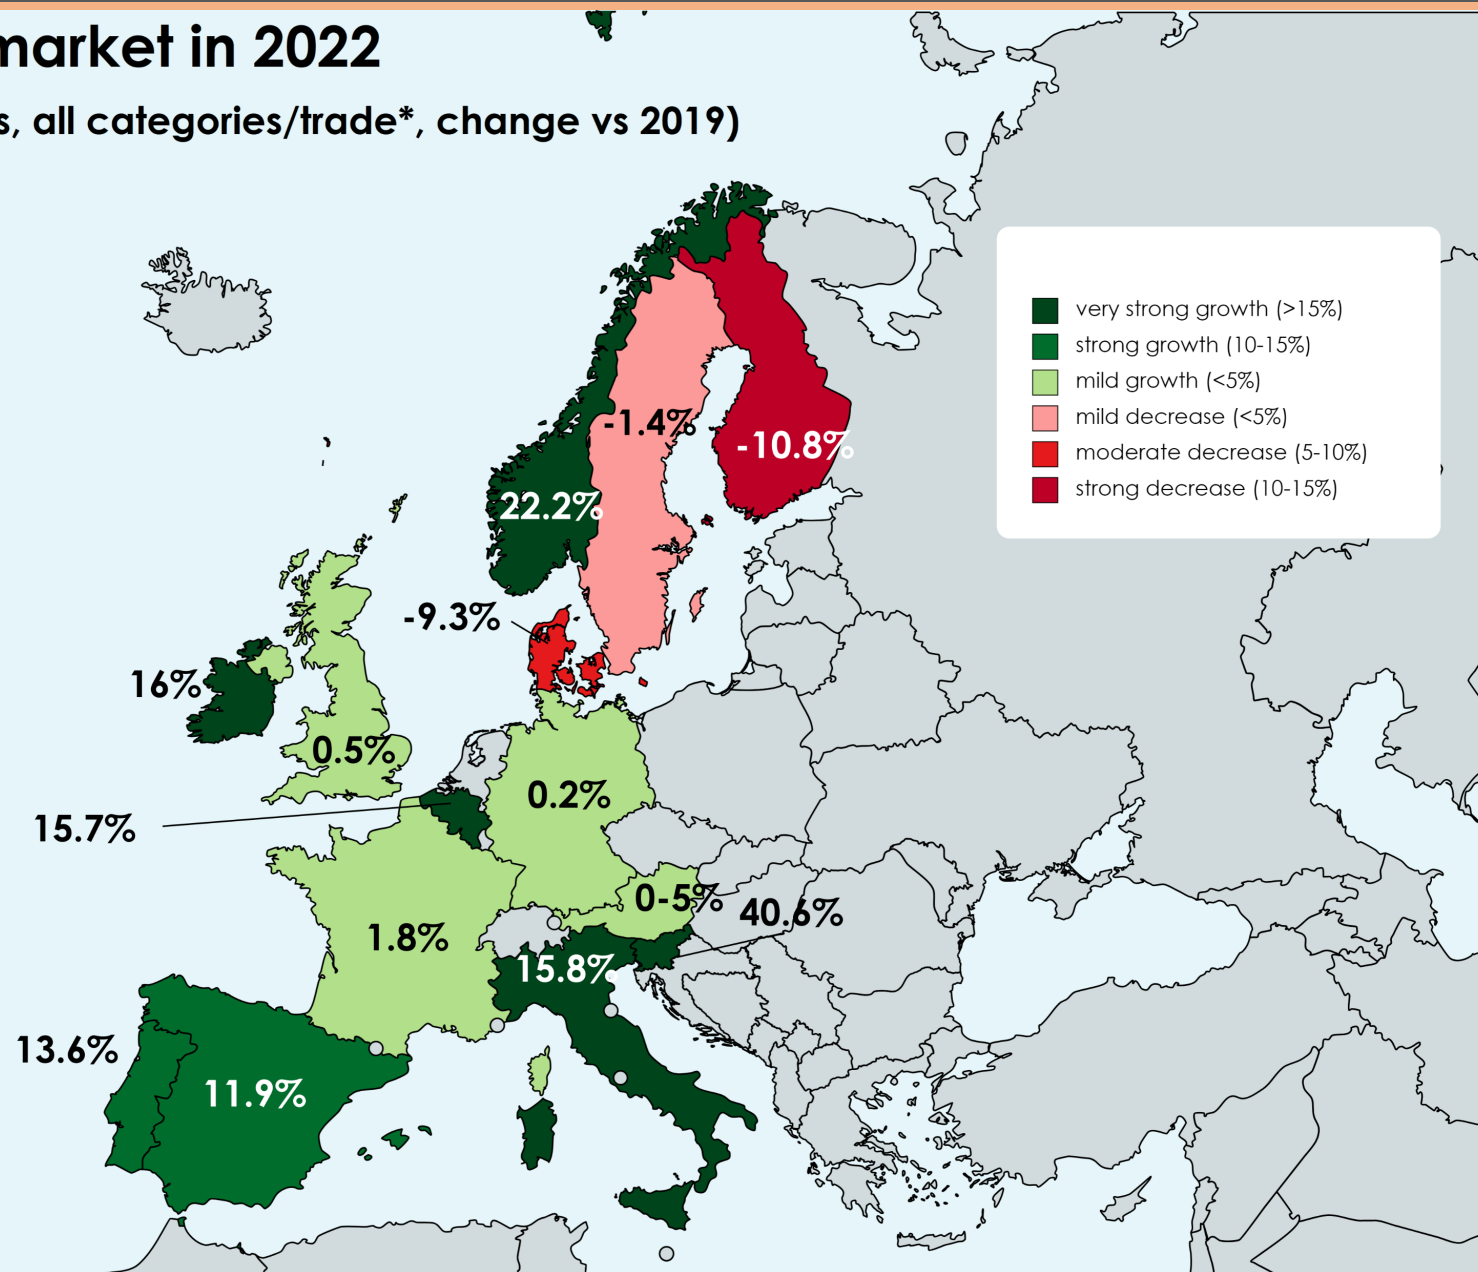 market in 2022
s, all categories/trade*, change vs 2019)
very strong growth (>15%)
strong growth (10-15%)
mild growth (<5%)
mild decrease (<5%)
moderate decrease (5-10%)
strong decrease (10-15%)
-1.4%
-10.8%
22.2%
-9.3%
16%
0.5%
0.2%
15.7%
0-5%
40.6%
1.8%
15.8%
13.6%
11.9%